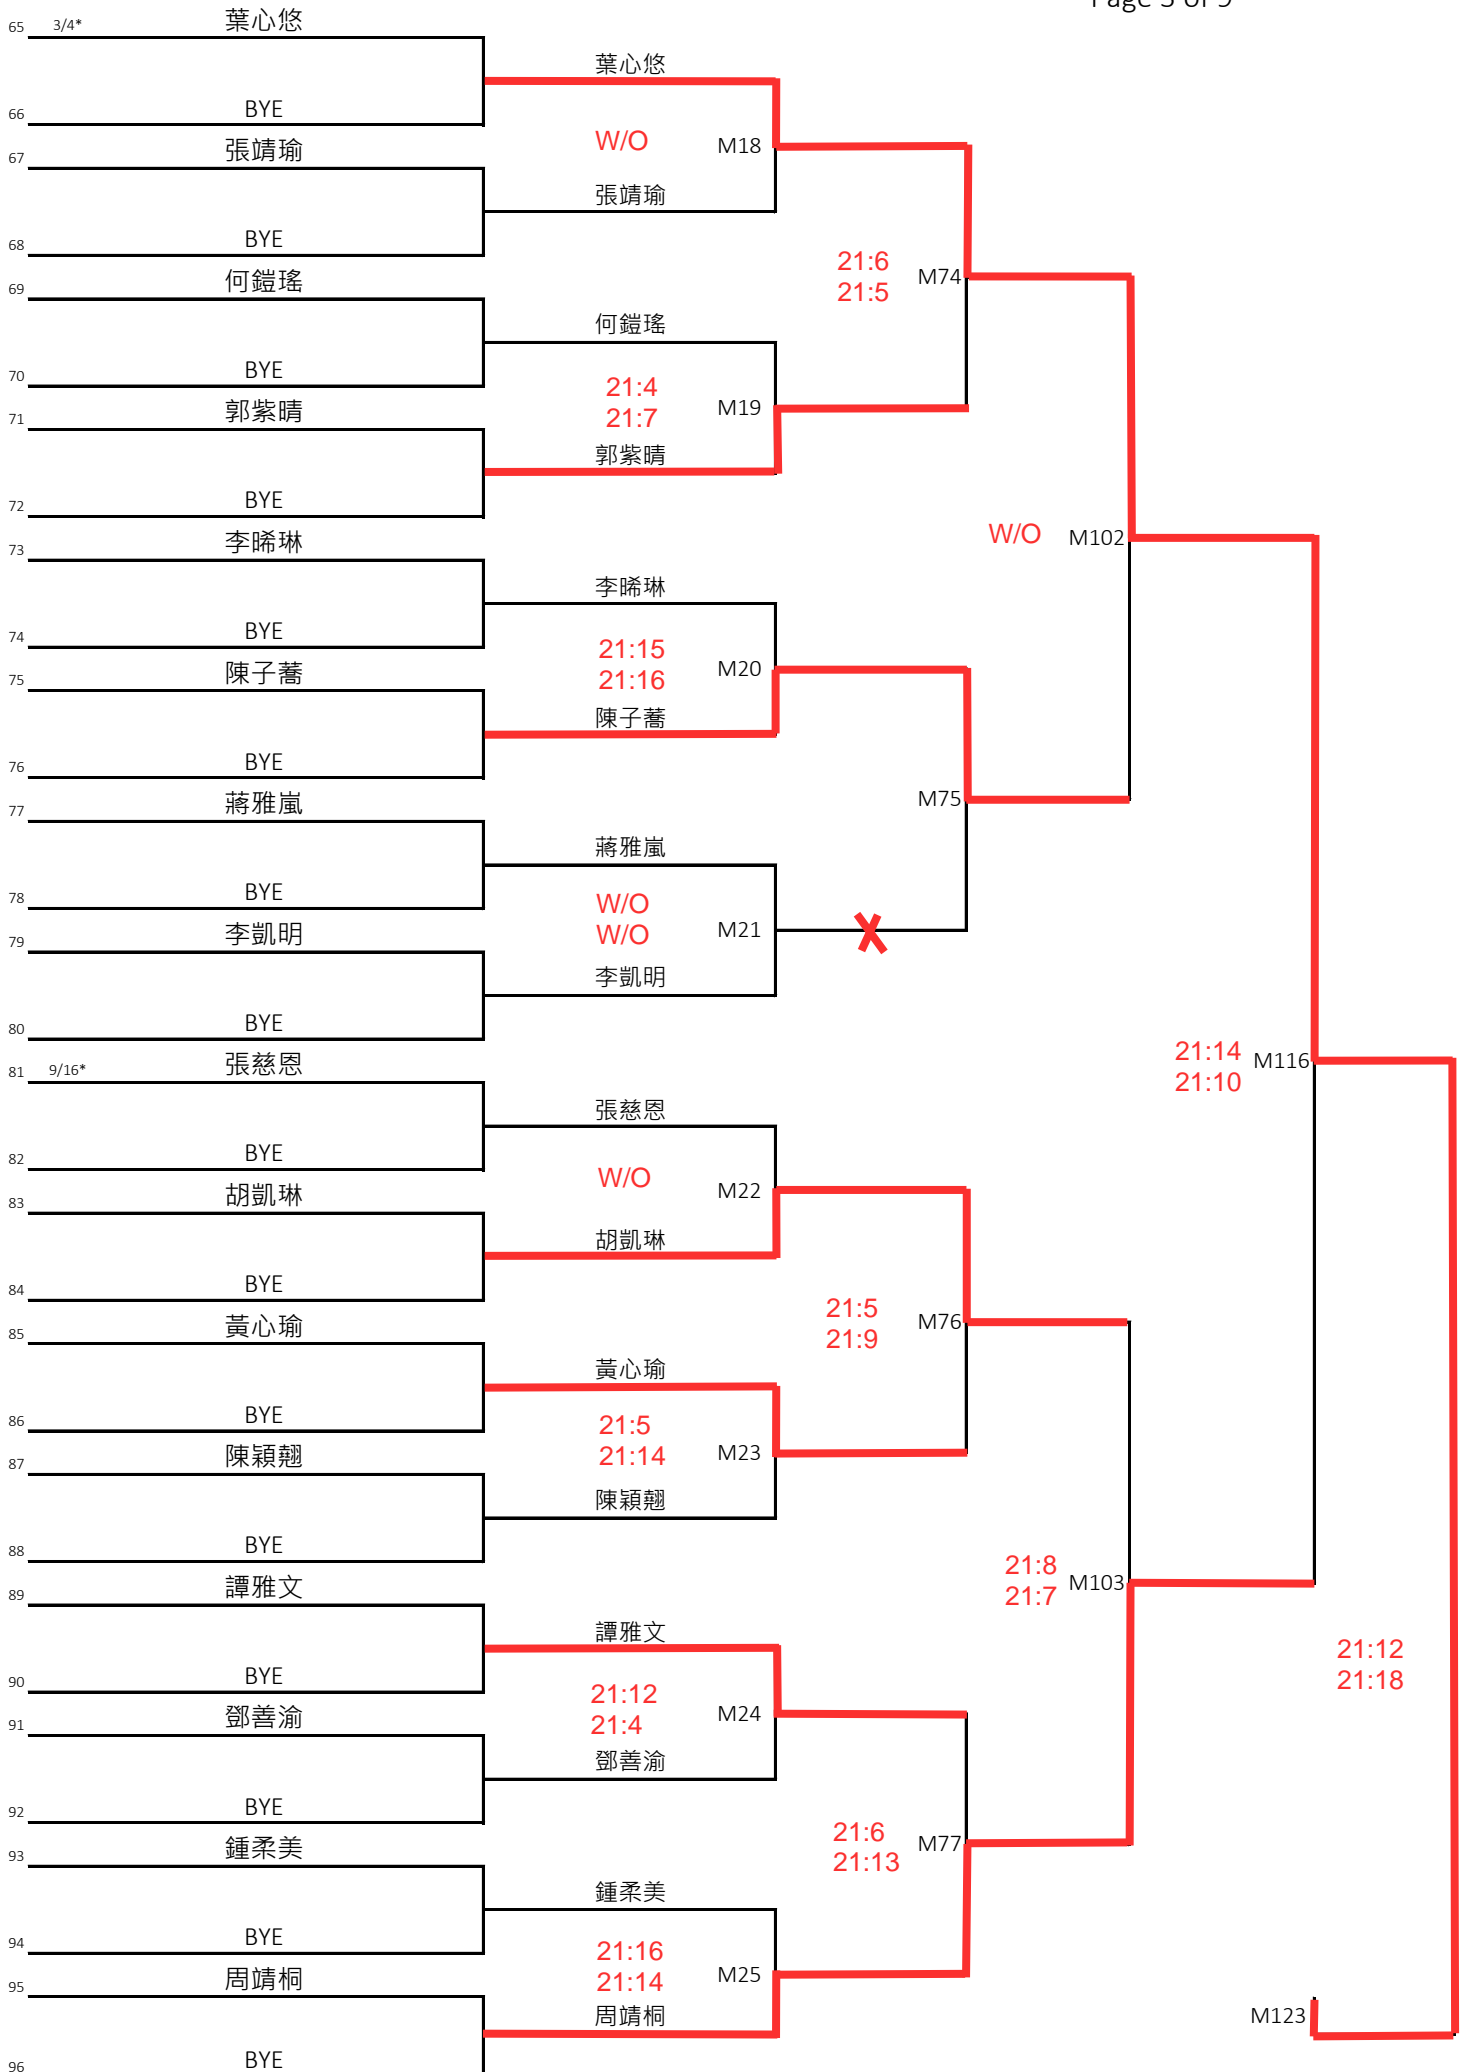 Page 3 of 9
65 3/4* 葉心悠
葉心悠
66 BYE
W/O M18
67 張靖瑜
張靖瑜
68 BYE
21:6
21:5
M74
69 何鎧瑤
何鎧瑤
70 BYE
21:4
21:7
M19
71 郭紫晴
郭紫晴
72 BYE
W/O M102
73 李晞琳
李晞琳
74 BYE
21:15
21:16
M20
75 陳子蕎
陳子蕎
76 BYE
M75
77 蔣雅嵐
蔣雅嵐
78 BYE
W/O
W/O
M21
79 李凱明
李凱明
80 BYE
21:14
21:10
M116
81 9/16* 張慈恩
張慈恩
82 BYE
W/O M22
83 胡凱琳
胡凱琳
84 BYE
21:5
21:9
M76
85 黃心瑜
黃心瑜
86 BYE
21:5
21:14
M23
87 陳穎翹
陳穎翹
88 BYE
21:8
21:7
M103
89 譚雅文
譚雅文
90 BYE
21:12
21:4
M24
91 鄧善渝
鄧善渝
92 BYE
21:12
21:18
21:6
21:13
M77
93 鍾柔美
鍾柔美
94 BYE
21:16
21:14
M25
95 周靖桐
周靖桐
M123
96 BYE